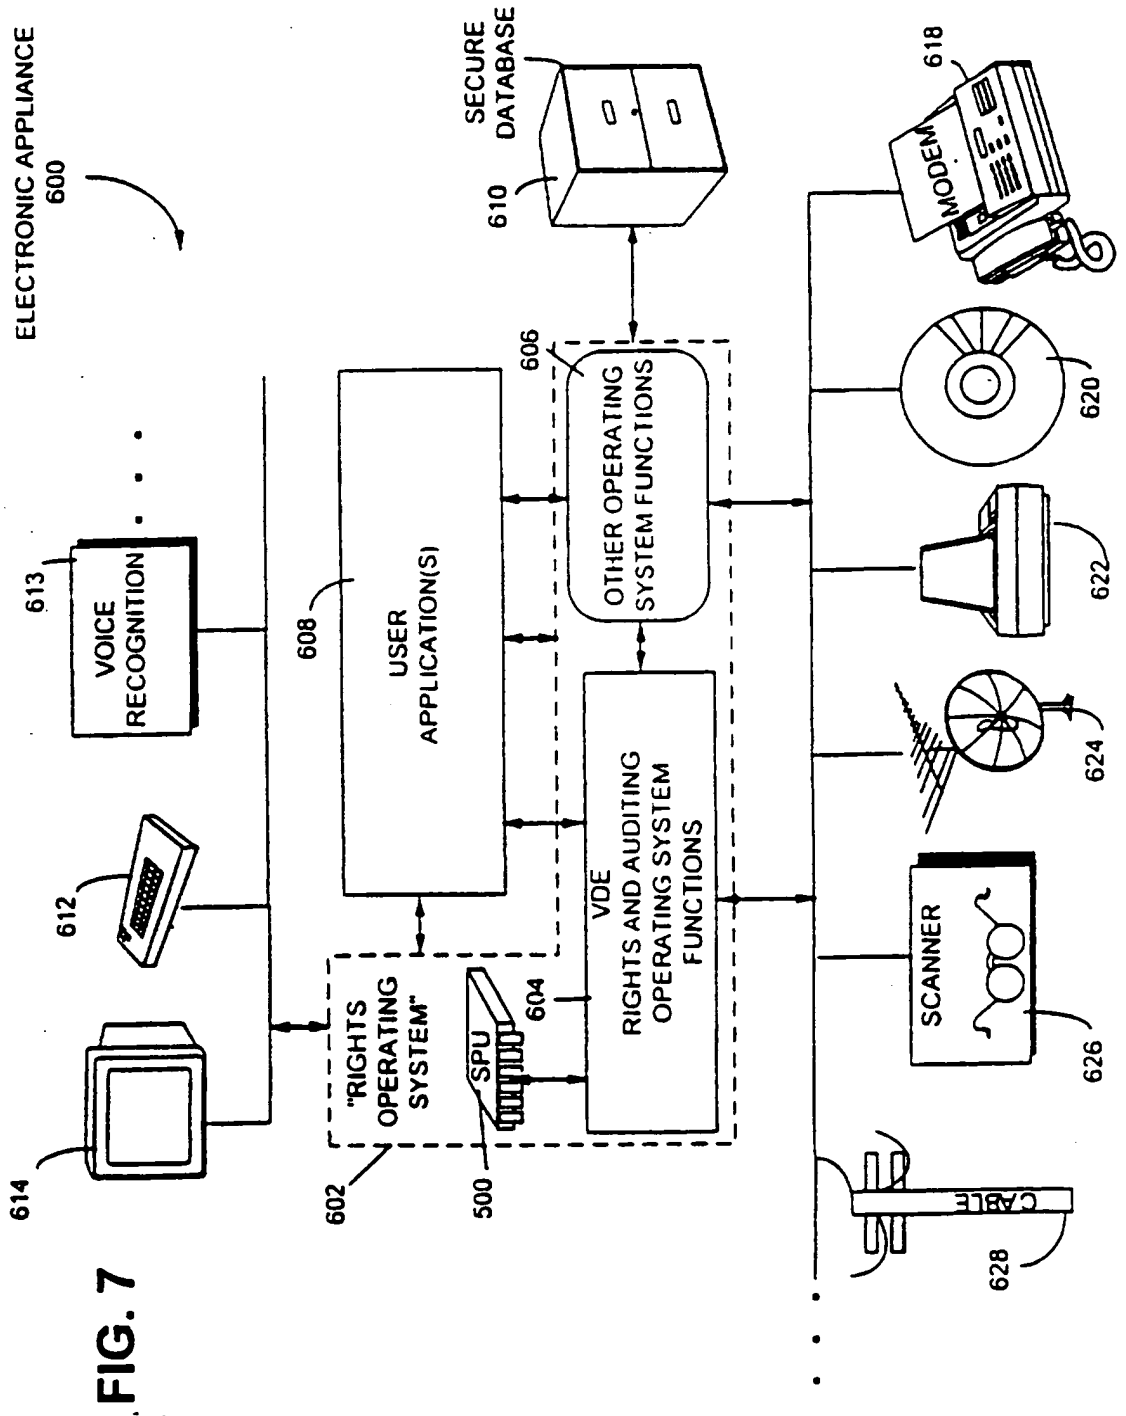 FIG. 7
ELECTRONIC APPLIANCE
600
614
612
613
VOICE
RECOGNITION
608
USER
APPLICATION(S)
602
"RIGHTS
OPERATING
SYSTEM"
500
SPU
604
VDE
RIGHTS AND AUDITING
OPERATING SYSTEM
FUNCTIONS
606
OTHER OPERATING
SYSTEM FUNCTIONS
610
SECURE
DATABASE
628
CABLE
626
SCANNER
624
622
620
618
MODEM